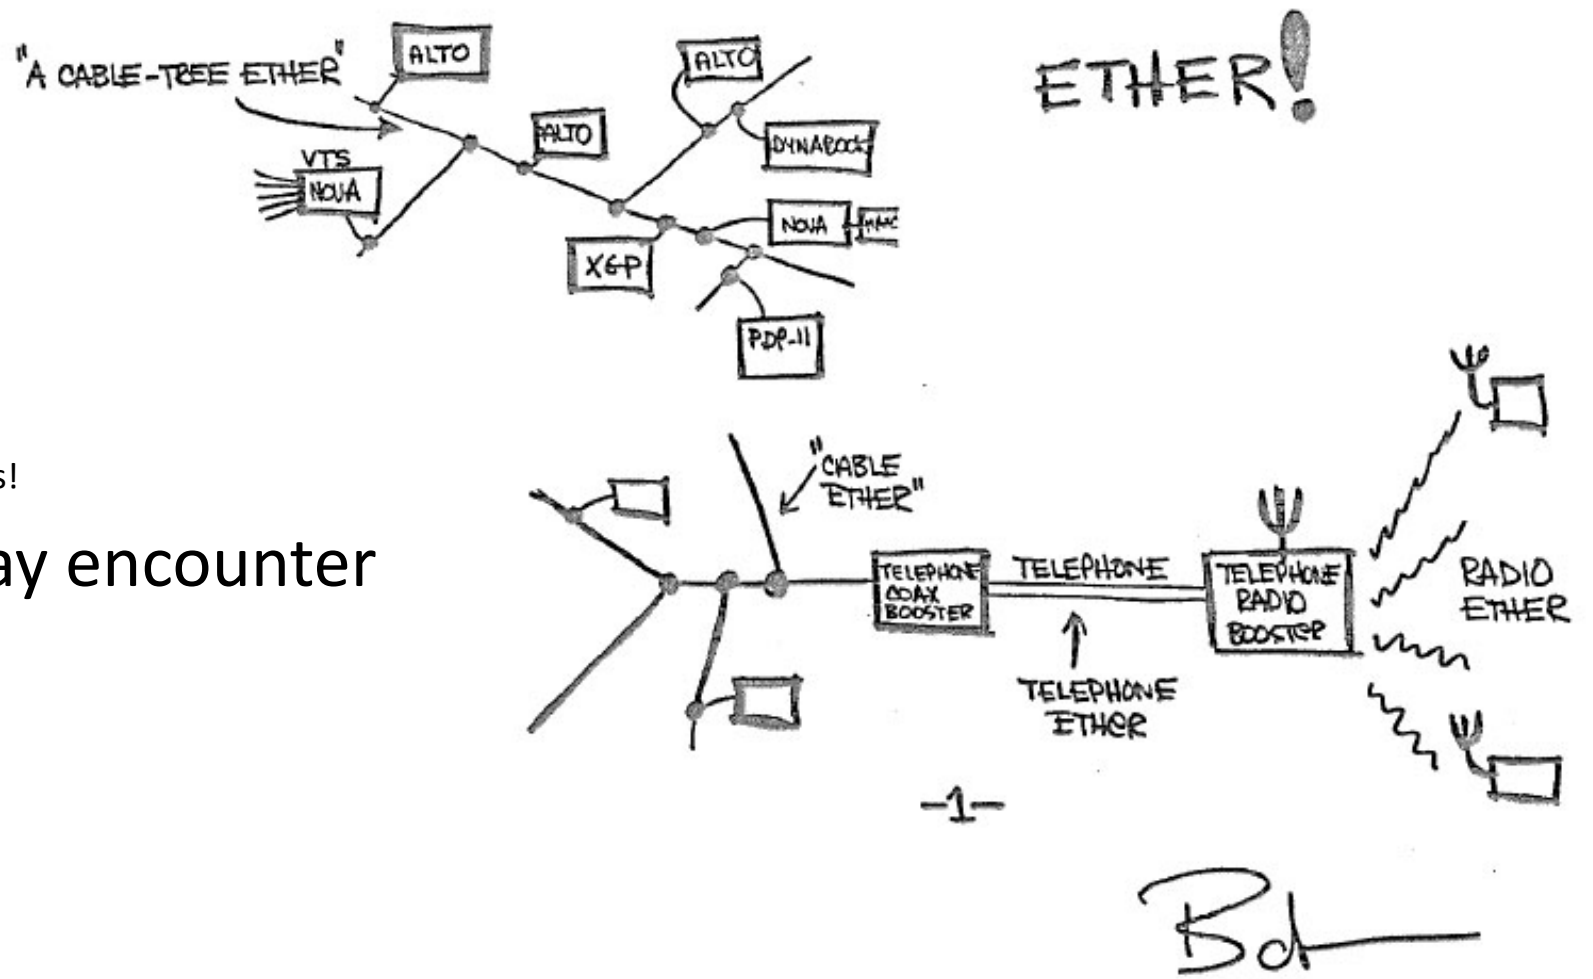 "A CABLE-TREE ETHER"
ALTO
ALTO
ETHER!
ALTO
DYNABOOK
VTS
NOVA
NOVA
XGP
PDP-11
s!
ay encounter
"CABLE
ETHER"
TELEPHONE
COAX
BOOSTER
TELEPHONE
TELEPHONE
RADIO
BOOSTER
RADIO
ETHER
TELEPHONE
ETHER
-1-